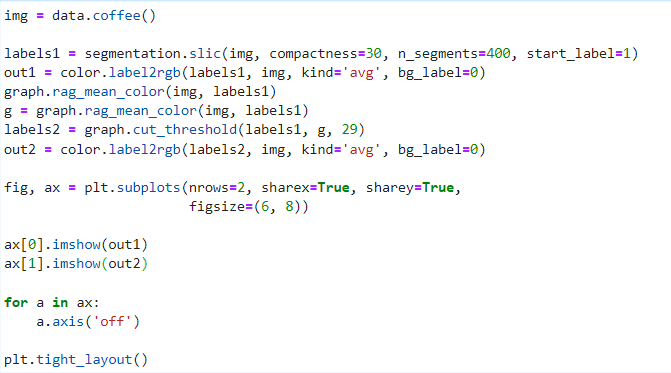 img = data.coffee()

labels1 = segmentation.slic(img, compactness=30, n_segments=400, start_label=1)
out1 = color.label2rgb(labels1, img, kind='avg', bg_label=0)
graph.rag_mean_color(img, labels1)
g = graph.rag_mean_color(img, labels1)
labels2 = graph.cut_threshold(labels1, g, 29)
out2 = color.label2rgb(labels2, img, kind='avg', bg_label=0)

fig, ax = plt.subplots(nrows=2, sharex=True, sharey=True,
                       figsize=(6, 8))

ax[0].imshow(out1)
ax[1].imshow(out2)

for a in ax:
    a.axis('off')

plt.tight_layout()